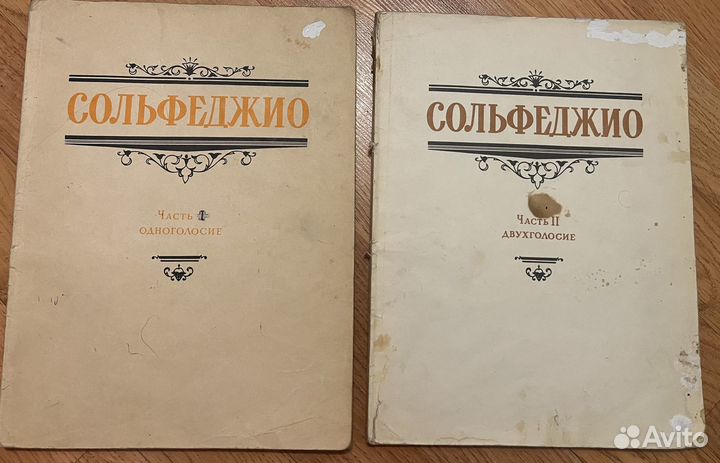 СОЛЬФЕДЖИО
Часть I
одноголосие
СОЛЬФЕДЖИО
Часть II
двухголосие
Avito